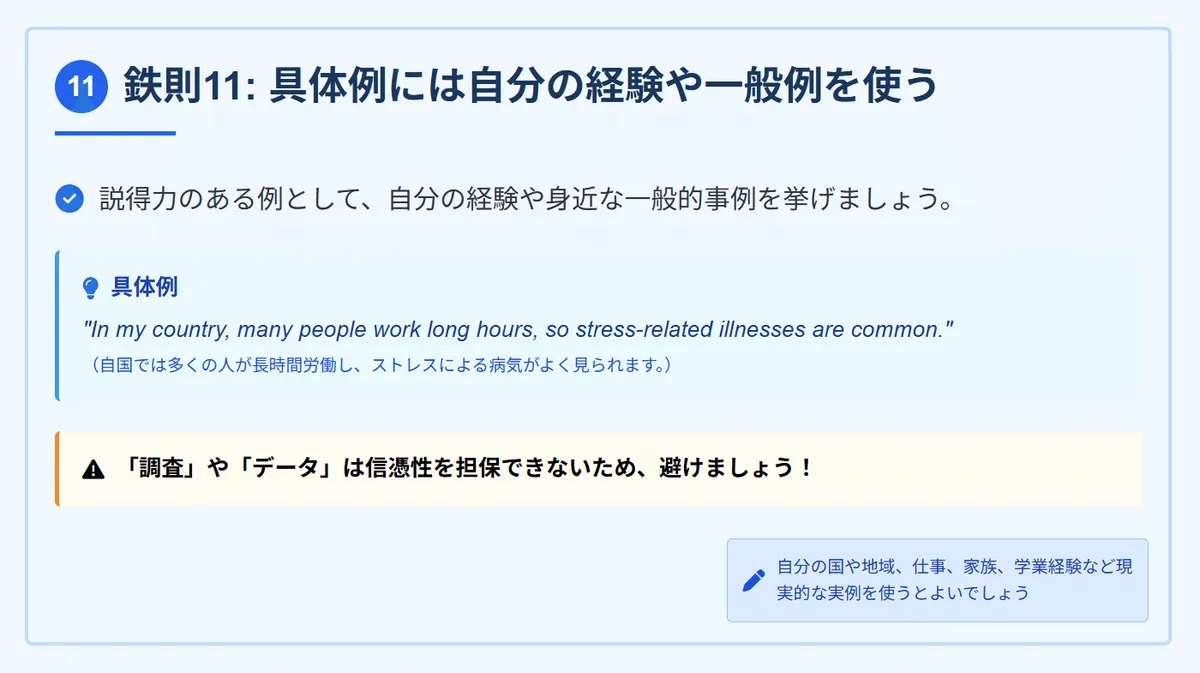 11 鉄則11: 具体例には自分の経験や一般例を使う
説得力のある例として、自分の経験や身近な一般的事例を挙げましょう。
具体例
"In my country, many people work long hours, so stress-related illnesses are common."
（自国では多くの人が長時間労働し、ストレスによる病気がよく見られます。）
「調査」や「データ」は信憑性を担保できないため、避けましょう！
自分の国や地域、仕事、家族、学業経験など現
実的な実例を使うとよいでしょう